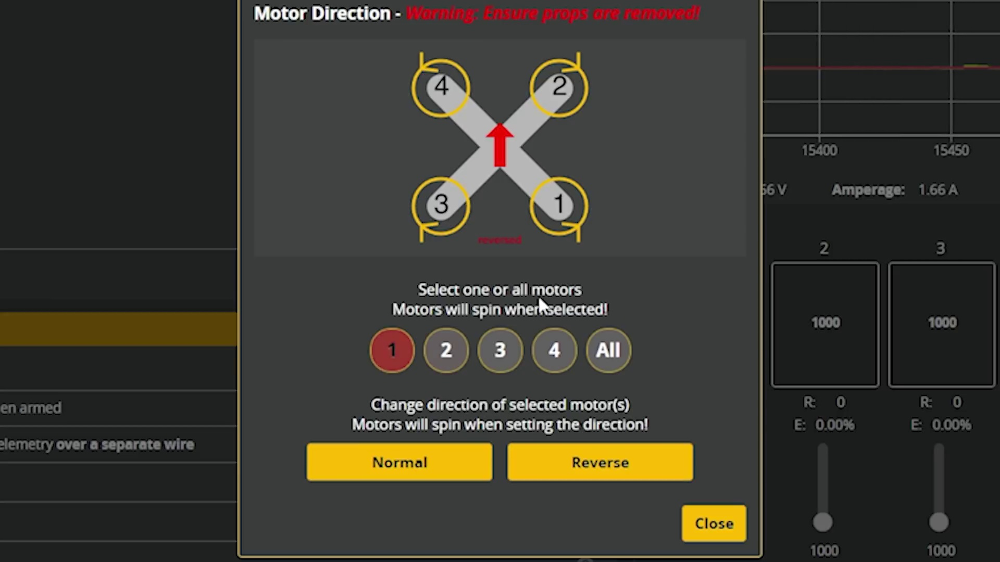 Motor Direction - Warning: Ensure props are removed!
4
2
3
1
reversed
Select one or all motors
Motors will spin when selected!
1 2 3 4 All
Change direction of selected motor(s)
Motors will spin when setting the direction!
Normal
Reverse
Close
en armed
elemetry over a separate wire
15400
15450
56 V
Amperage: 1.66 A
2
3
1000
1000
R: 0
R: 0
E: 0.00%
E: 0.00%
1000
1000